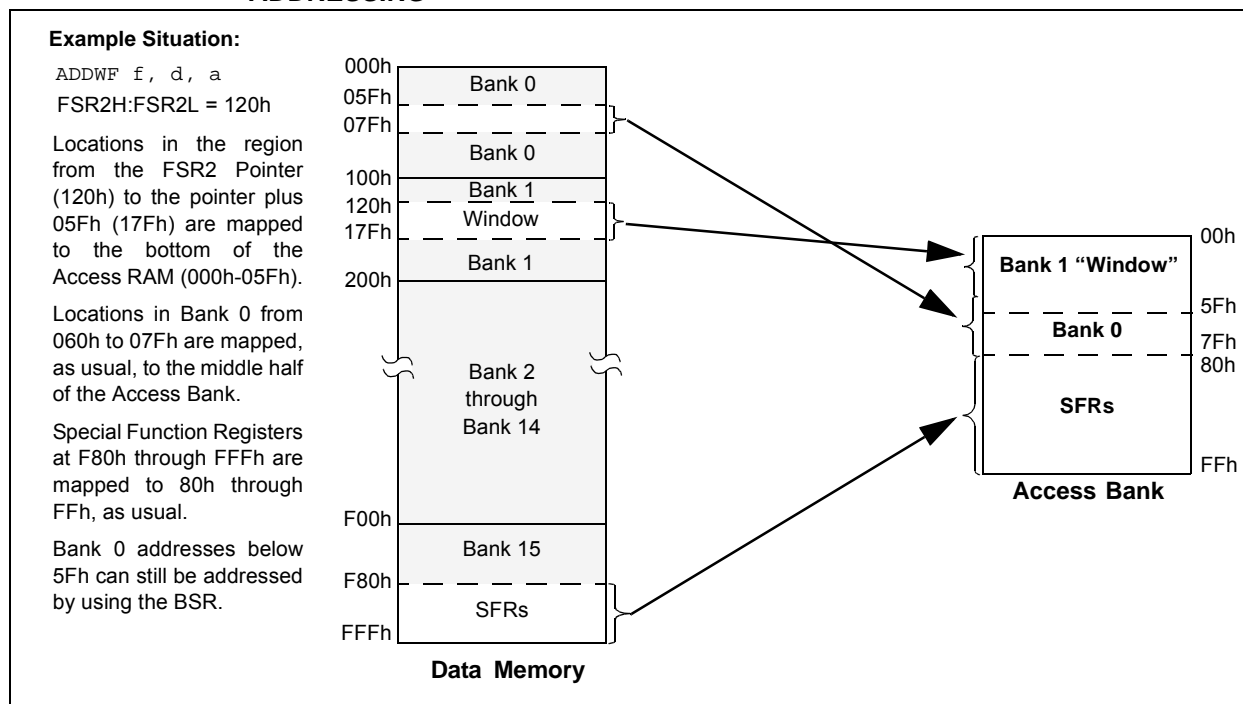 ADDRESSING
Example Situation:
ADDWF f, d, a
FSR2H:FSR2L = 120h
Locations in the region
from the FSR2 Pointer
(120h) to the pointer plus
05Fh (17Fh) are mapped
to the bottom of the
Access RAM (000h-05Fh).
Locations in Bank 0 from
060h to 07Fh are mapped,
as usual, to the middle half
of the Access Bank.
Special Function Registers
at F80h through FFFh are
mapped to 80h through
FFh, as usual.
Bank 0 addresses below
5Fh can still be addressed
by using the BSR.
000h
Bank 0
05Fh
07Fh
Bank 0
100h
Bank 1
120h
Window
17Fh
Bank 1
200h
Bank 2
through
Bank 14
F00h
Bank 15
F80h
SFRs
FFFh
Data Memory
00h
Bank 1 “Window”
5Fh
Bank 0
7Fh
80h
SFRs
FFh
Access Bank